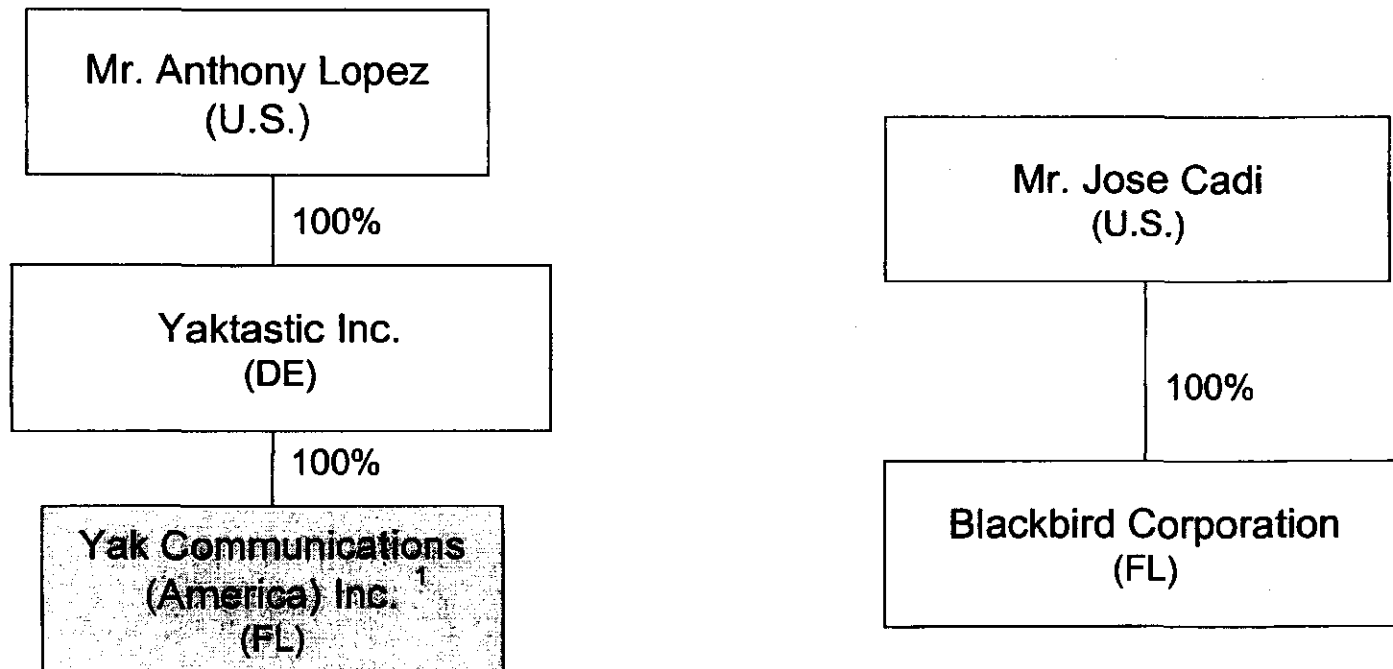 Mr. Anthony Lopez
(U.S.)
100%
Yaktastic Inc.
(DE)
100%
Yak Communications
(America) Inc. 1
(FL)
Mr. Jose Cadi
(U.S.)
100%
Blackbird Corporation
(FL)